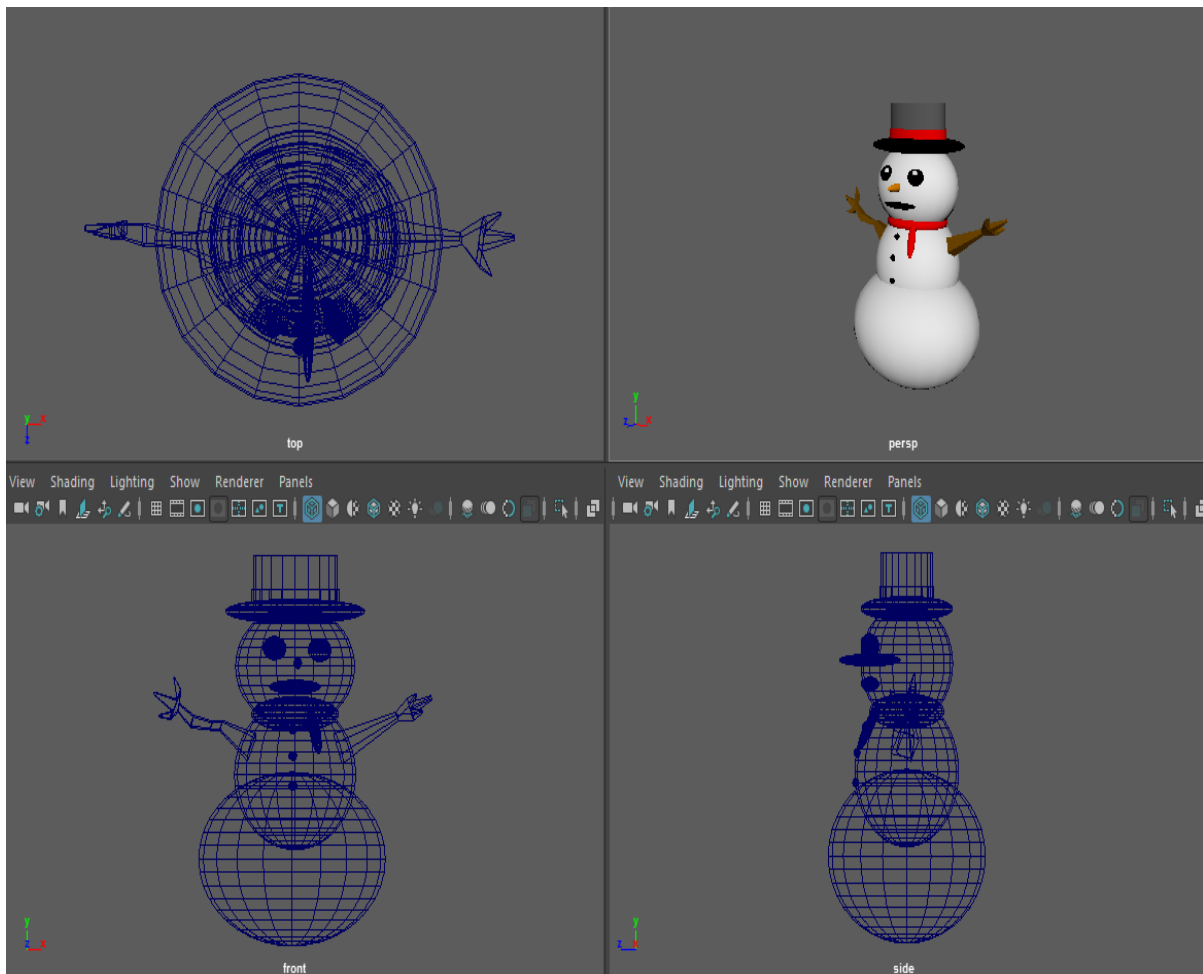 y x
z
top
y
z x
persp
View Shading Lighting Show Renderer Panels
View Shading Lighting Show Renderer Panels
T
T
y
z x
front
y
z x
side